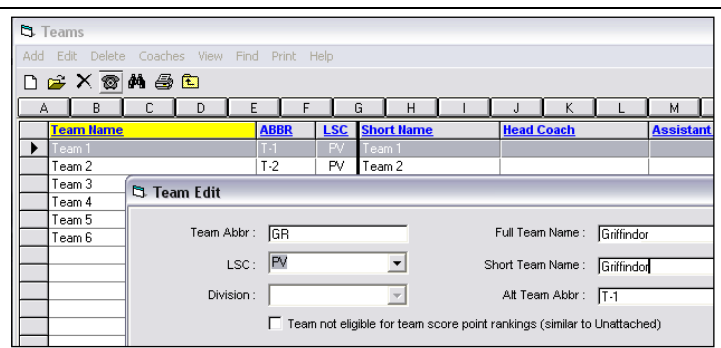 Teams
Add Edit Delete Coaches View Find Print Help
A B C D E F G H I J K L M
Team Name ABBR LSC Short Name Head Coach Assistant
Team 1 T-1 PV Team 1
Team 2 T-2 PV Team 2
Team 3
Team 4
Team 5
Team 6
Team Edit
Team Abbr : GR Full Team Name : Griffindor
LSC : PV Short Team Name : Griffindor
Division : Alt Team Abbr : T-1
Team not eligible for team score point rankings (similar to Unattached)